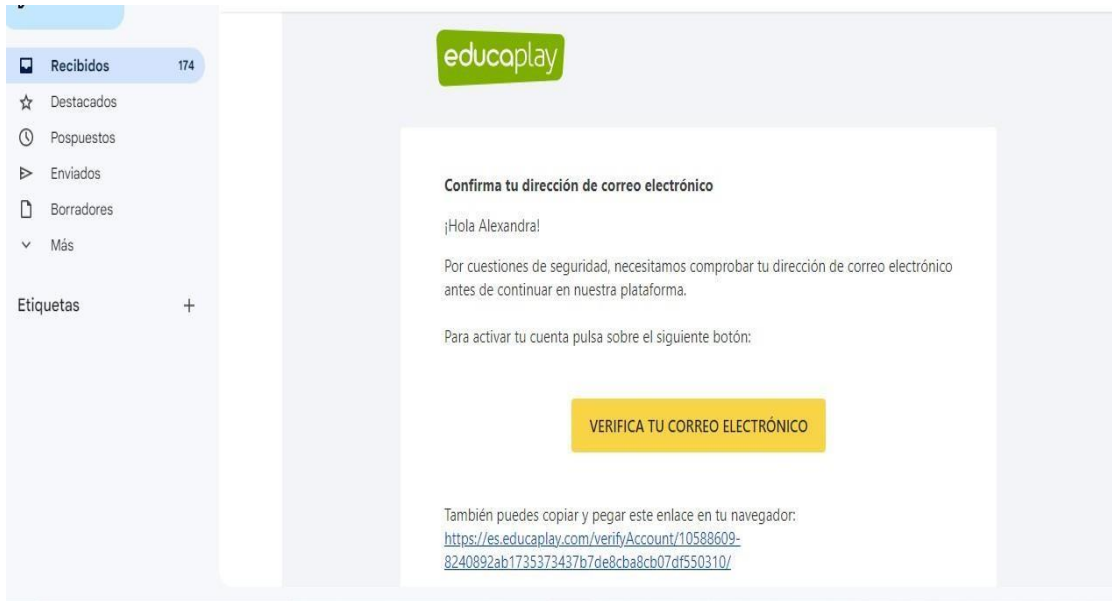 Recibidos 174
Destacados
Pospuestos
Enviados
Borradores
Más
Etiquetas +
educaplay
Confirma tu dirección de correo electrónico
¡Hola Alexandra!
Por cuestiones de seguridad, necesitamos comprobar tu dirección de correo electrónico
antes de continuar en nuestra plataforma.
Para activar tu cuenta pulsa sobre el siguiente botón:
VERIFICA TU CORREO ELECTRÓNICO
También puedes copiar y pegar este enlace en tu navegador:
https://es.educaplay.com/verifyAccount/10588609-
8240892ab1735373437b7de8cba8cb07df550310/